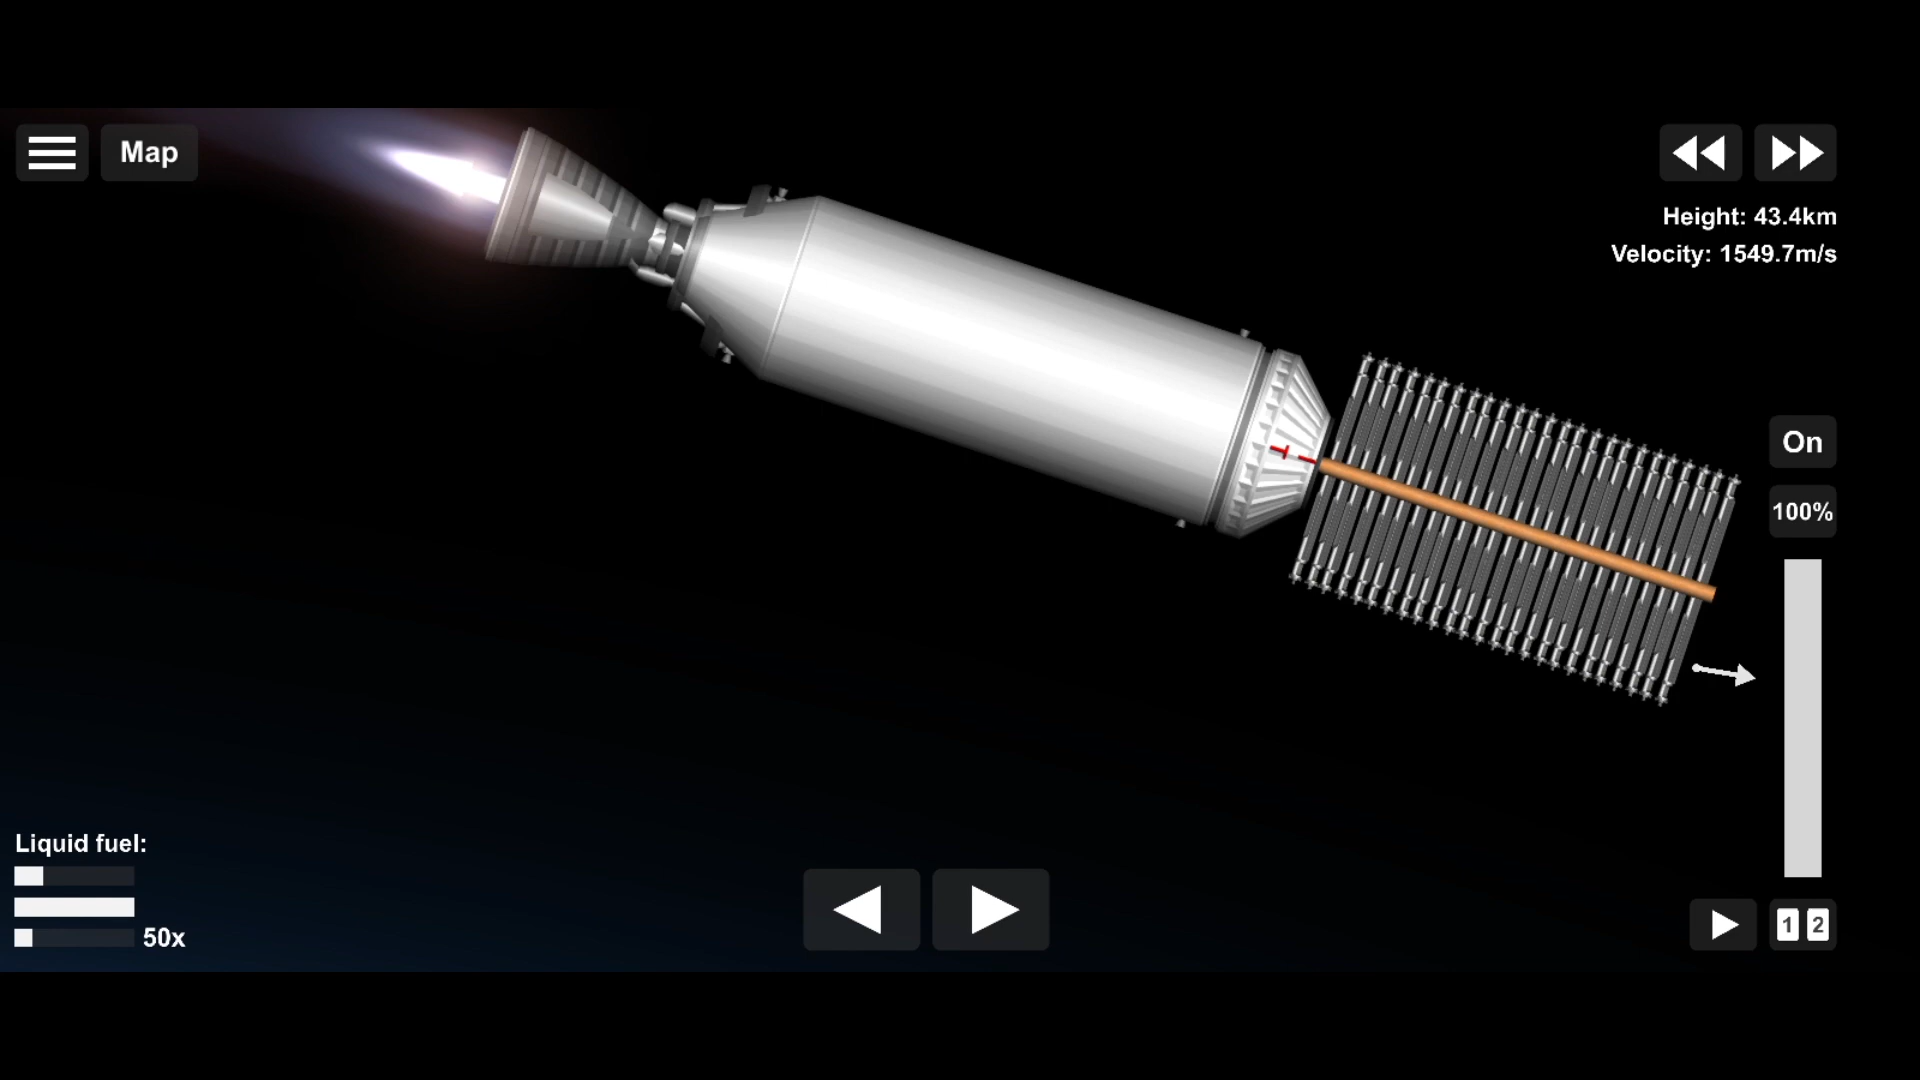 Map
Height: 43.4km
Velocity: 1549.7m/s
On
100%
Liquid fuel:
50x
1 2